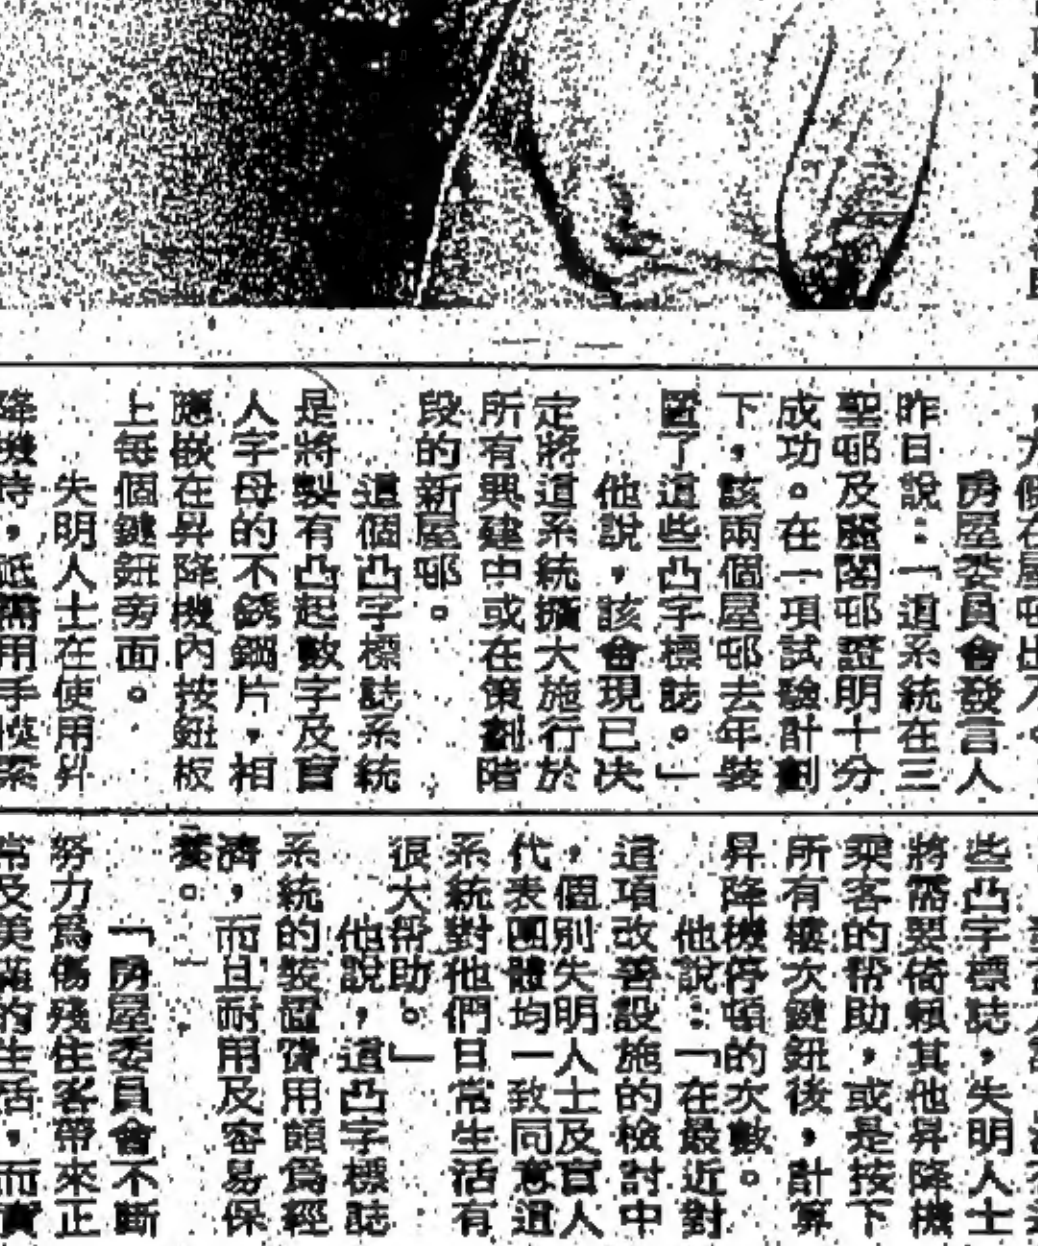 方便在屋邨出入。
房屋委員會發言人
昨日說：「這系統在三
聖邨及麗閣邨證明十分
成功。在一項試驗計劃
下，該兩個屋邨去年裝
置了這些凸字標誌。」
他說，該會現已決
定將這系統擴大施行於
所有興建中或在策劃階
段的新屋邨。
這個凸字標誌系統
是將製有凸起數字及盲
人字母的不銹鋼片，相
應嵌在昇降機內按鈕板
上每個鍵鈕旁面。
失明人士在使用昇
降機時，祗需用手摸索
些凸字標誌，失明人士
將需要倚賴其他昇降機
乘客的幫助，或是按下
所有樓次鍵鈕後，計算
昇降機停頓的次數。
他說：「在最近對
這項改善設施的檢討中
，個別失明人士及盲人
代表團體均一致同意這
系統對他們日常生活有
很大幫助。」
他說，這凸字標誌
系統的裝置費用頗為經
濟，而且耐用及容易保
養。
「房屋委員會不斷
努力爲傷殘住客帶來正
常及美滿的生活，而實